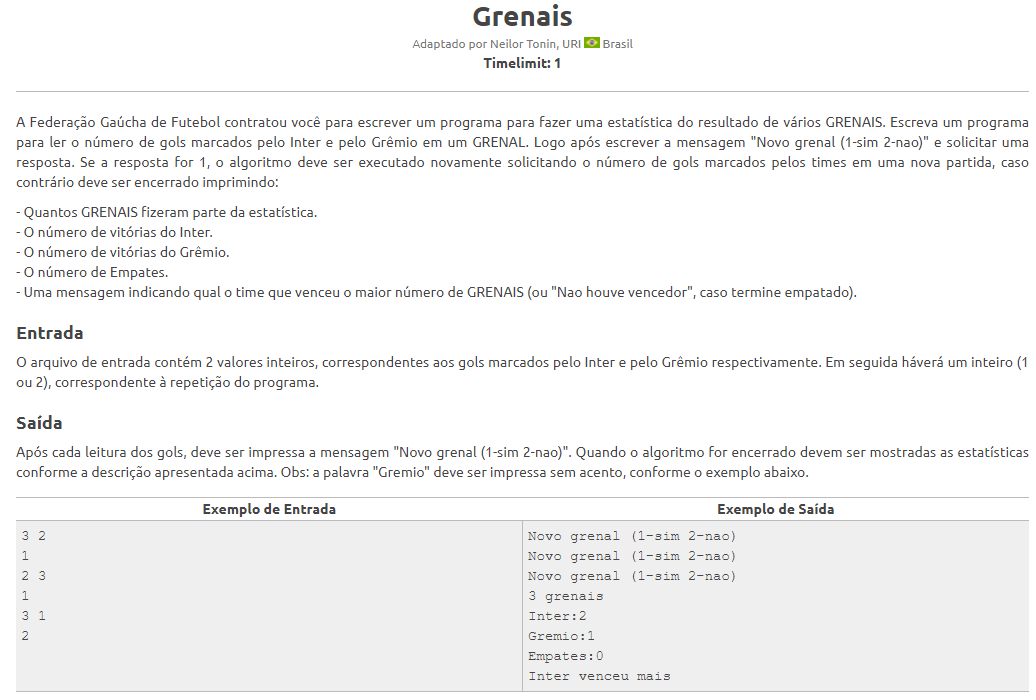 Grenais
Adaptado por Neilor Tonin, URI Brasil
Timelimit: 1
A Federação Gaúcha de Futebol contratou você para escrever um programa para fazer uma estatística do resultado de vários GRENAIS. Escreva um programa
para ler o número de gols marcados pelo Inter e pelo Grêmio em um GRENAL. Logo após escrever a mensagem "Novo grenal (1-sim 2-nao)" e solicitar uma
resposta. Se a resposta for 1, o algoritmo deve ser executado novamente solicitando o número de gols marcados pelos times em uma nova partida, caso
contrário deve ser encerrado imprimindo:
- Quantos GRENAIS fizeram parte da estatística.
- O número de vitórias do Inter.
- O número de vitórias do Grêmio.
- O número de Empates.
- Uma mensagem indicando qual o time que venceu o maior número de GRENAIS (ou "Nao houve vencedor", caso termine empatado).
Entrada
O arquivo de entrada contém 2 valores inteiros, correspondentes aos gols marcados pelo Inter e pelo Grêmio respectivamente. Em seguida háverá um inteiro (1
ou 2), correspondente à repetição do programa.
Saída
Após cada leitura dos gols, deve ser impressa a mensagem "Novo grenal (1-sim 2-nao)". Quando o algoritmo for encerrado devem ser mostradas as estatísticas
conforme a descrição apresentada acima. Obs: a palavra "Gremio" deve ser impressa sem acento, conforme o exemplo abaixo.
Exemplo de Entrada
Exemplo de Saída
3 2
1
2 3
1
3 1
2
Novo grenal (1-sim 2-nao)
Novo grenal (1-sim 2-nao)
Novo grenal (1-sim 2-nao)
3 grenais
Inter:2
Gremio:1
Empates:0
Inter venceu mais